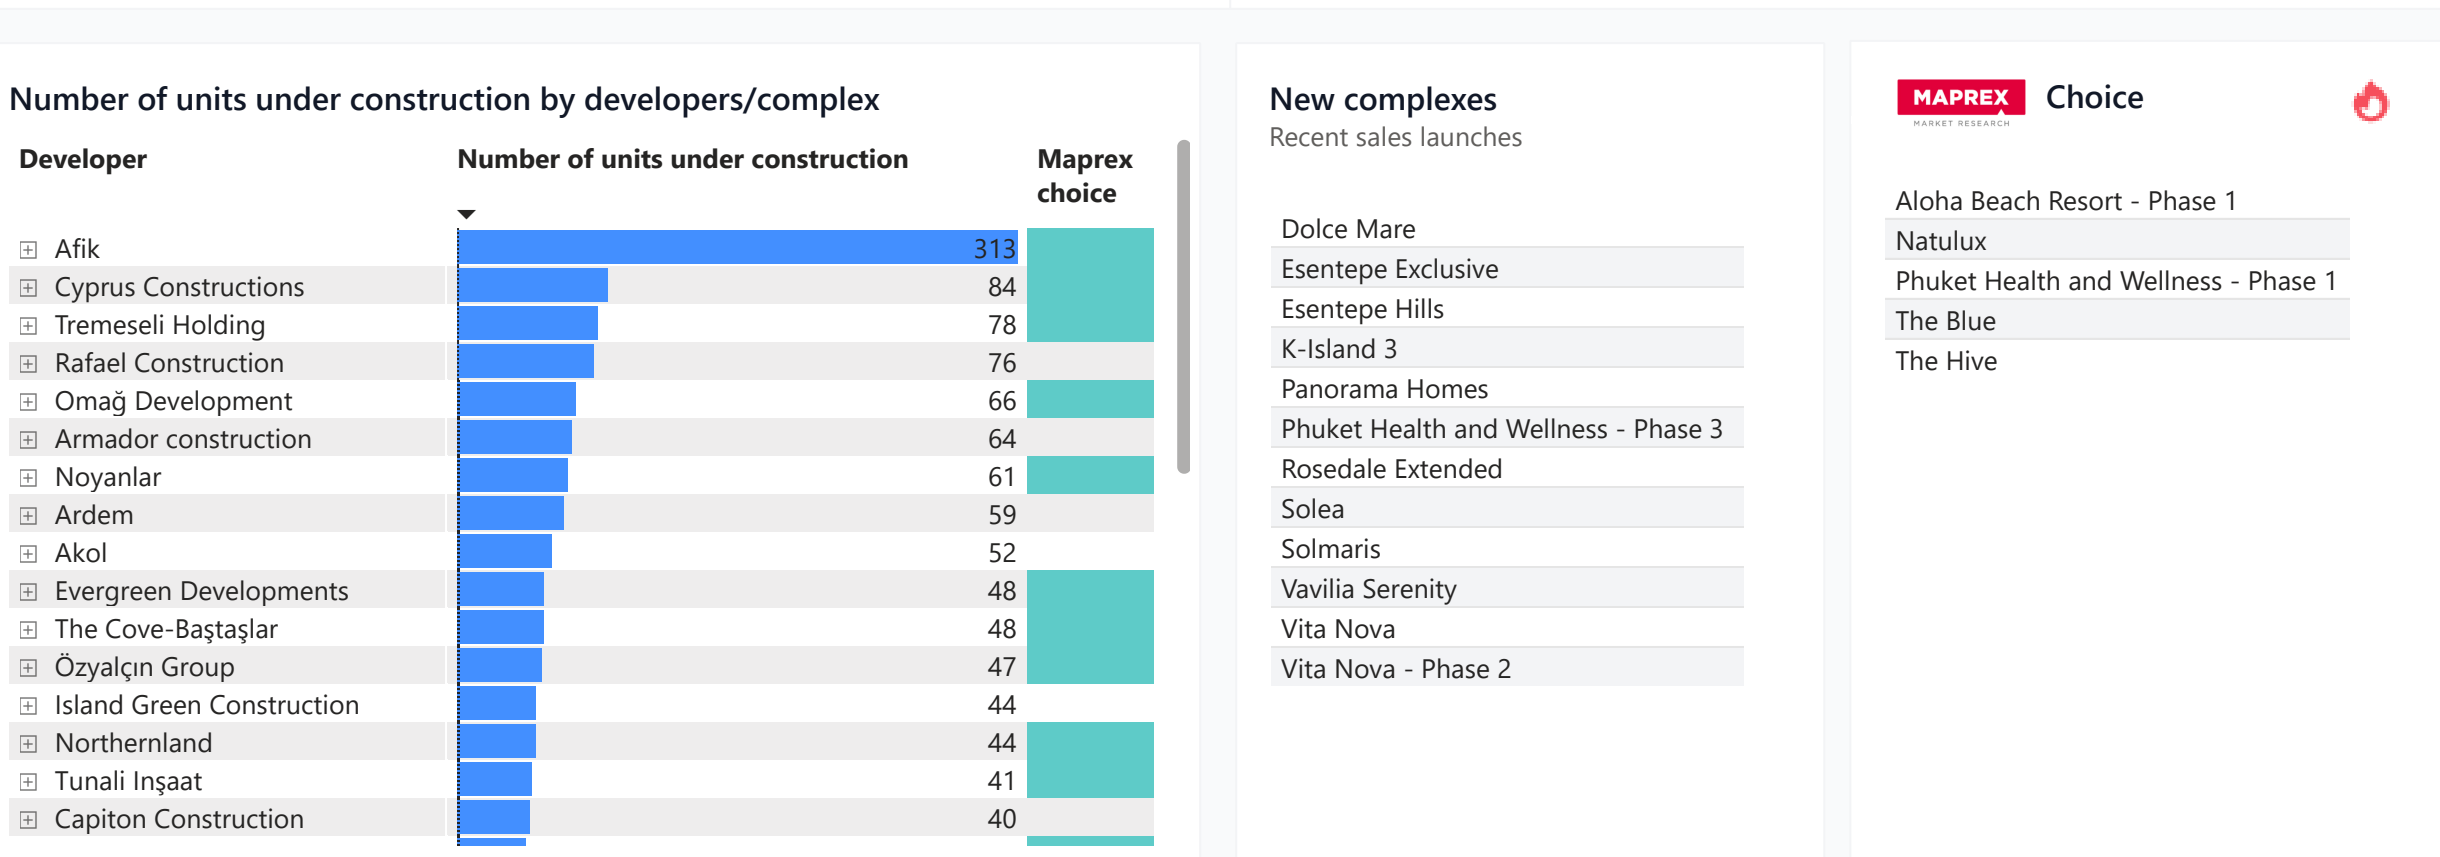 Number of units under construction by developers/complex
Developer Number of units under construction Maprex choice
Afik 313
Cyprus Constructions 84
Tremeseli Holding 78
Rafael Construction 76
Omağ Development 66
Armador construction 64
Noyanlar 61
Ardem 59
Akol 52
Evergreen Developments 48
The Cove-Baştaşlar 48
Özyalçın Group 47
Island Green Construction 44
Northernland 44
Tunali Inşaat 41
Capiton Construction 40
New complexes
Recent sales launches
Dolce Mare
Esentepe Exclusive
Esentepe Hills
K-Island 3
Panorama Homes
Phuket Health and Wellness - Phase 3
Rosedale Extended
Solea
Solmaris
Vavilia Serenity
Vita Nova
Vita Nova - Phase 2
MAPREX Choice
MARKET RESEARCH
Aloha Beach Resort - Phase 1
Natulux
Phuket Health and Wellness - Phase 1
The Blue
The Hive